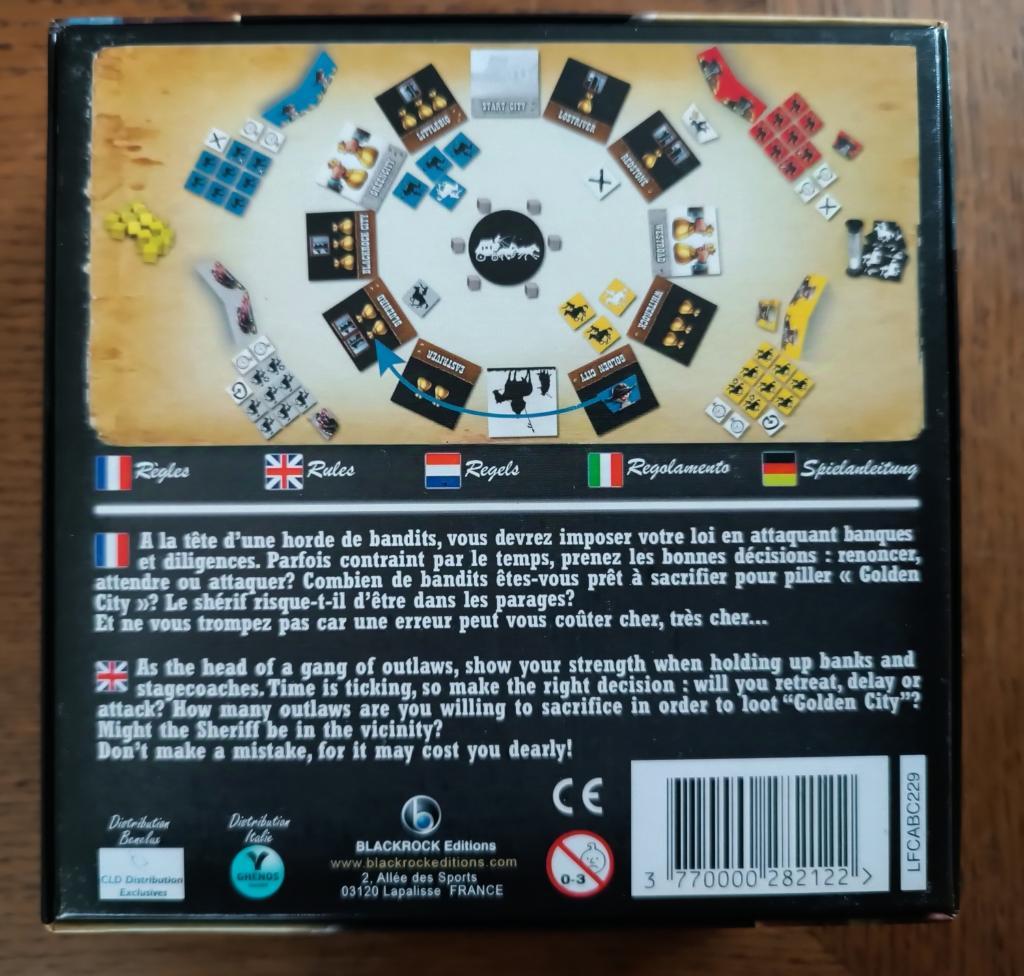 START CITY
LITTLEBIG
LOSTRIVER
GREEN CITY
REDSTONE
BLACKROCK CITY
WESTROAD
BLUEBIRD
WHITEROCK
EASTRIVER
GOLDEN CITY
Règles
Rules
Regels
Regolamento
Spielanleitung
A la tête d'une horde de bandits, vous devrez imposer votre loi en attaquant banques
et diligences. Parfois contraint par le temps, prenez les bonnes décisions : renoncer,
attendre ou attaquer? Combien de bandits êtes-vous prêt à sacrifier pour piller « Golden
City »? Le shérif risque-t-il d'être dans les parages?
Et ne vous trompez pas car une erreur peut vous coûter cher, très cher...
As the head of a gang of outlaws, show your strength when holding up banks and
stagecoaches. Time is ticking, so make the right decision : will you retreat, delay or
attack? How many outlaws are you willing to sacrifice in order to loot "Golden City"?
Might the Sheriff be in the vicinity?
Don't make a mistake, for it may cost you dearly!
Distribution
Benelux
CLD Distribution
Exclusives
Distribution
Italie
GHENOS
b
BLACKROCK Editions
www.blackrockeditions.com
2, Allée des Sports
03120 Lapalisse FRANCE
CE
0-3
3 770000 282122 >
LFCABC229